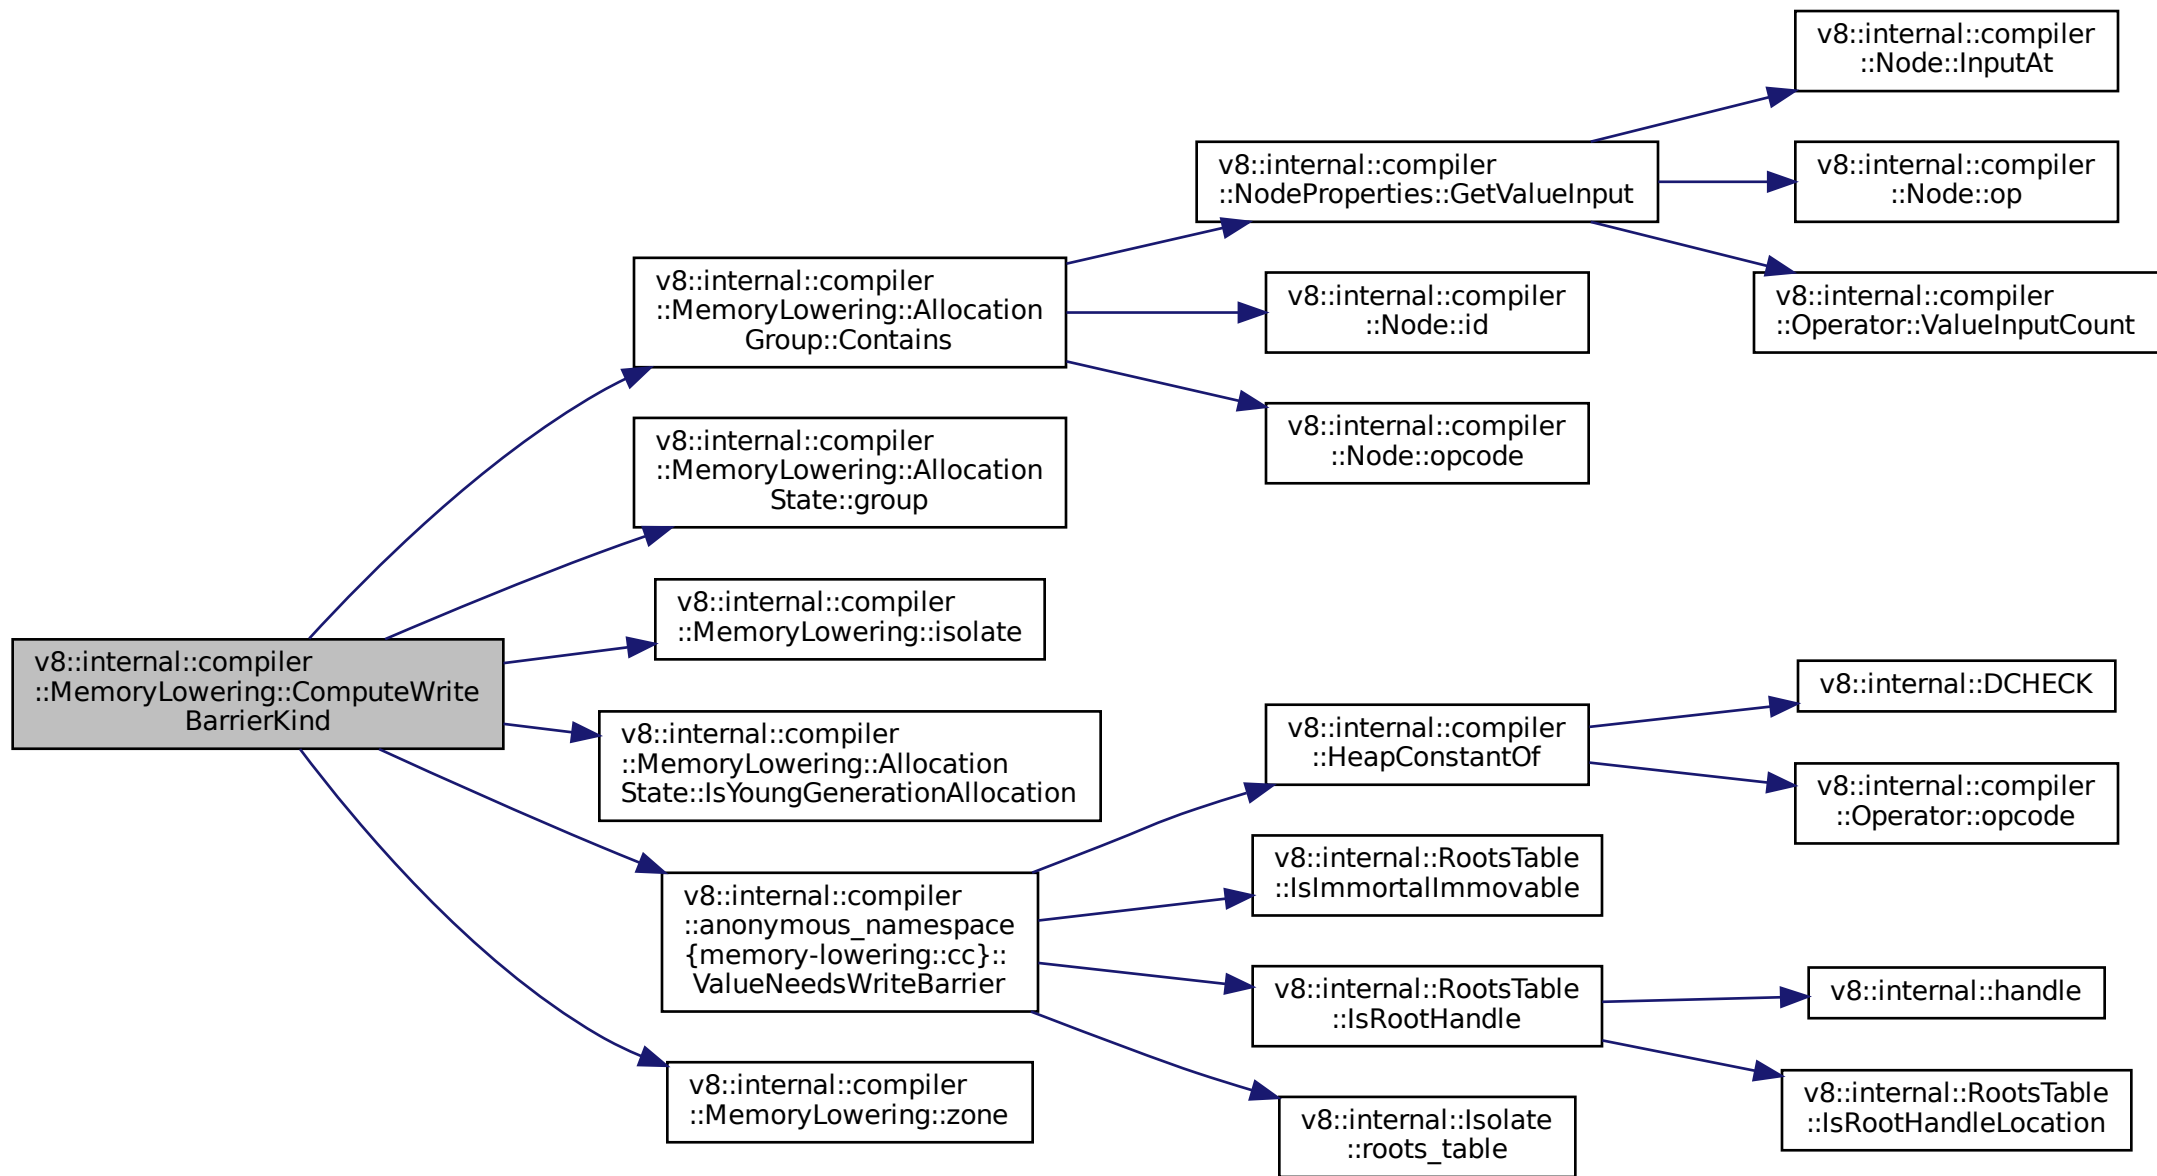 v8::internal::compiler
::MemoryLowering::ComputeWrite
BarrierKind
v8::internal::compiler
::MemoryLowering::Allocation
Group::Contains
v8::internal::compiler
::MemoryLowering::Allocation
State::group
v8::internal::compiler
::MemoryLowering::isolate
v8::internal::compiler
::MemoryLowering::Allocation
State::IsYoungGenerationAllocation
v8::internal::compiler
::anonymous_namespace
{memory-lowering::cc}::
ValueNeedsWriteBarrier
v8::internal::compiler
::MemoryLowering::zone
v8::internal::compiler
::NodeProperties::GetValueInput
v8::internal::compiler
::Node::id
v8::internal::compiler
::Node::opcode
v8::internal::compiler
::HeapConstantOf
v8::internal::RootsTable
::IsImmortalImmovable
v8::internal::RootsTable
::IsRootHandle
v8::internal::Isolate
::roots_table
v8::internal::compiler
::Node::InputAt
v8::internal::compiler
::Node::op
v8::internal::compiler
::Operator::ValueInputCount
v8::internal::DCHECK
v8::internal::compiler
::Operator::opcode
v8::internal::handle
v8::internal::RootsTable
::IsRootHandleLocation